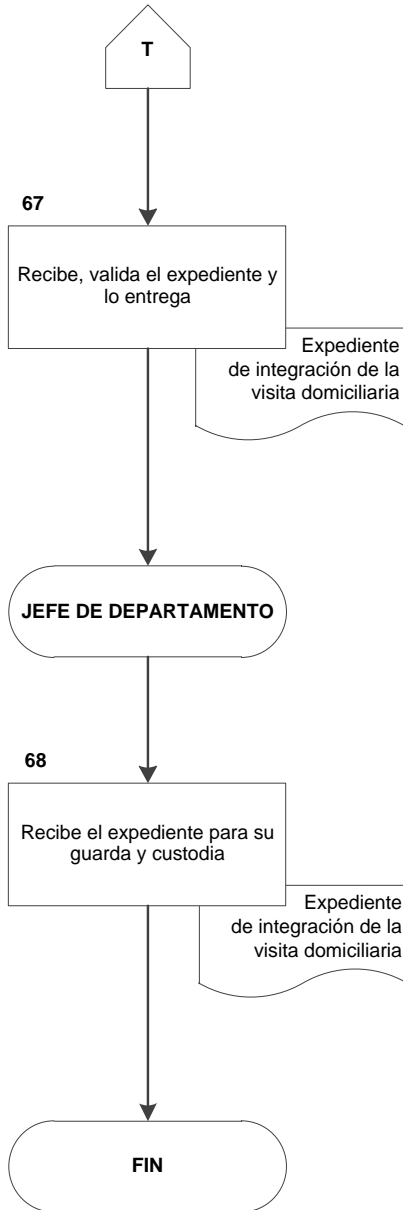 T
67
Recibe, valida el expediente y
lo entrega
Expediente
de integración de la
visita domiciliaria
JEFE DE DEPARTAMENTO
68
Recibe el expediente para su
guarda y custodia
Expediente
de integración de la
visita domiciliaria
FIN